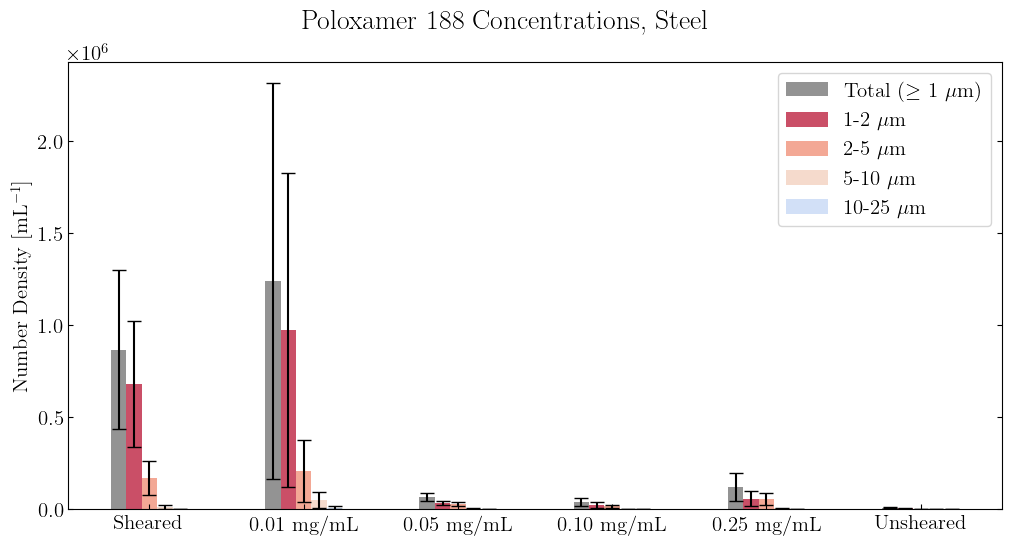 Poloxamer 188 Concentrations, Steel
×10⁶
Number Density [mL⁻¹]
2.0
1.5
1.0
0.5
0.0
Total (≥ 1 μm)
1-2 μm
2-5 μm
5-10 μm
10-25 μm
Sheared 0.01 mg/mL 0.05 mg/mL 0.10 mg/mL 0.25 mg/mL Unsheared